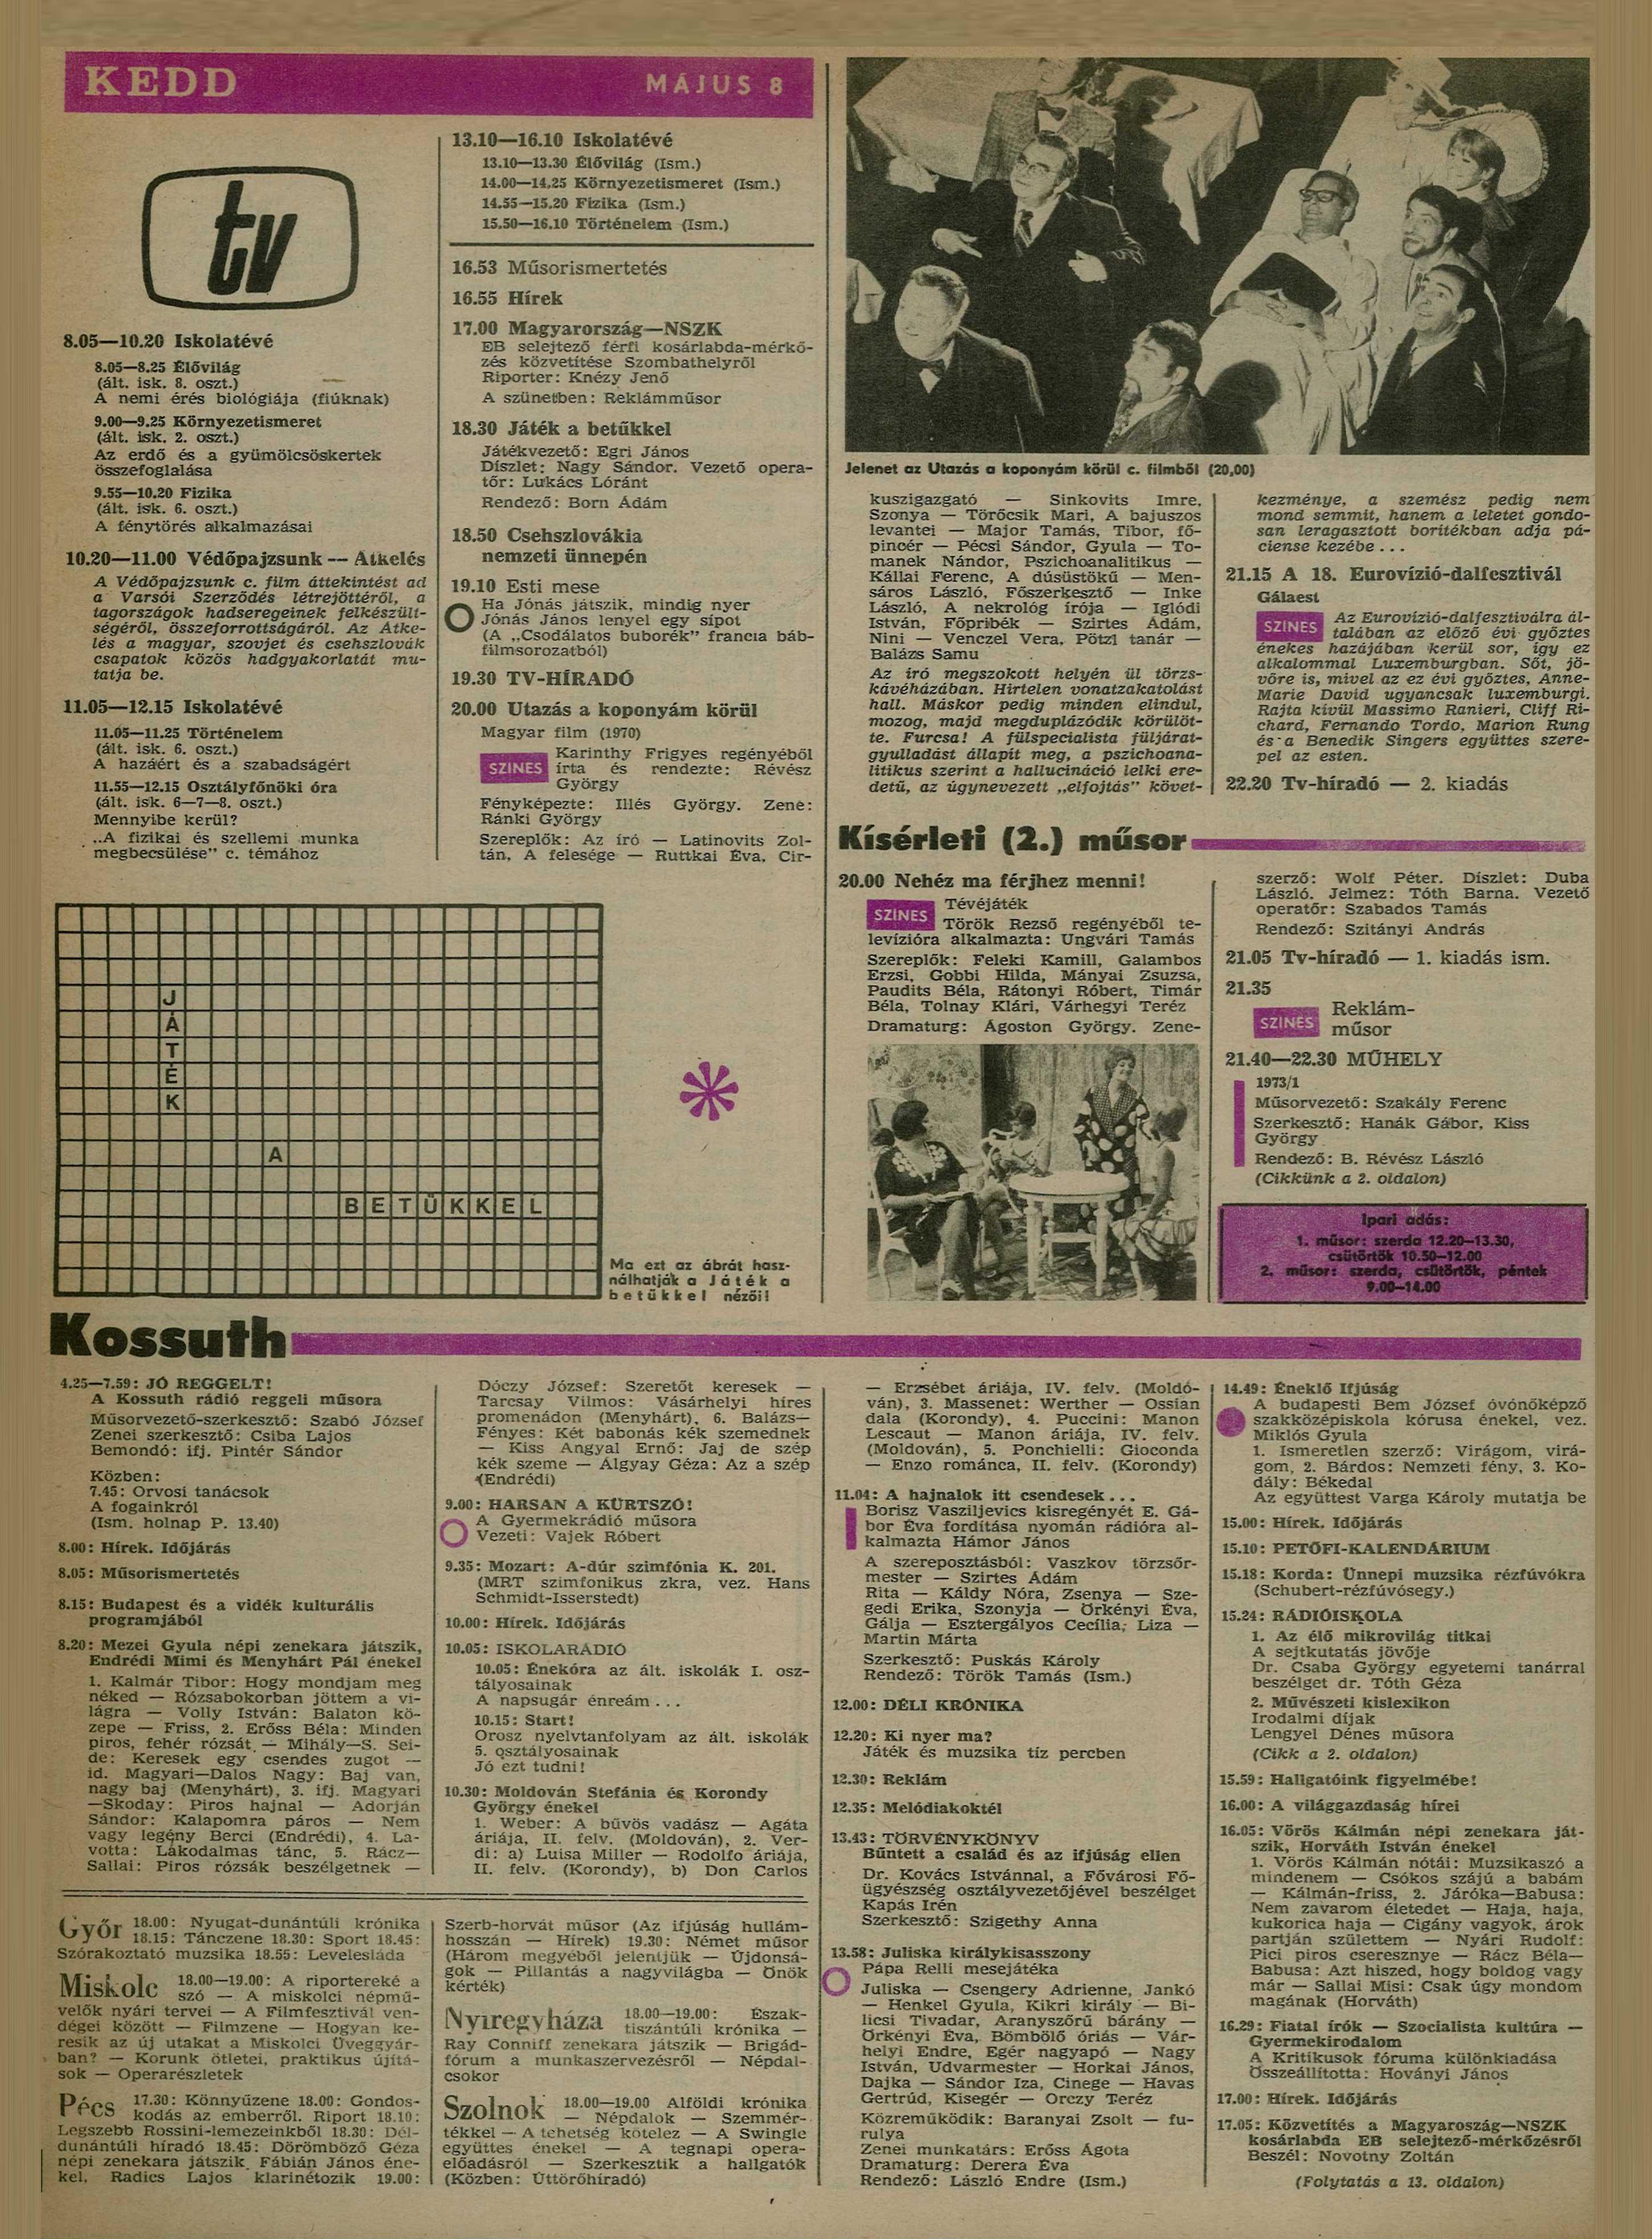 KEDD
MÁJUS 8
tv
8.05—10.20 Iskolatévé
8.05—8.25 Élővilág
(ált. isk. 8. oszt.)
A nemi érés biológiája (fiúknak)
9.00—9.25 Környezetismeret
(ált. isk. 2. oszt.)
Az erdő és a gyümölcsöskertek
összefoglalása
9.55—10.20 Fizika
(ált. isk. 6. oszt.)
A fénytörés alkalmazásai
10.20—11.00 Védőpajzsunk -- Átkelés
A Védőpajzsunk c. film áttekintést ad
a Varsói Szerződés létrejöttéről, a
tagországok hadseregeinek felkészült-
ségéről, összeforrottságáról. Az Átke-
lés a magyar, szovjet és csehszlovák
csapatok közös hadgyakorlatát mu-
tatja be.
11.05—12.15 Iskolatévé
11.05—11.25 Történelem
(ált. isk. 6. oszt.)
A hazáért és a szabadságért
11.55—12.15 Osztályfőnöki óra
(ált. isk. 6—7—8. oszt.)
Mennyibe kerül?
„A fizikai és szellemi munka
megbecsülése” c. témához
13.10—16.10 Iskolatévé
13.10—13.30 Élővilág (Ism.)
14.00—14.25 Környezetismeret (Ism.)
14.55—15.20 Fizika (Ism.)
15.50—16.10 Történelem (Ism.)
16.53 Műsorismertetés
16.55 Hírek
17.00 Magyarország—NSZK
EB selejtező férfi kosárlabda-mérkő-
zés közvetítése Szombathelyről
Riporter: Knézy Jenő
A szünetben: Reklámműsor
18.30 Játék a betűkkel
Játékvezető: Egri János
Díszlet: Nagy Sándor. Vezető opera-
tőr: Lukács Lóránt
Rendező: Born Ádám
18.50 Csehszlovákia
nemzeti ünnepén
19.10 Esti mese
Ha Jónás játszik, mindig nyer
Jónás János lenyel egy sípot
(A „Csodálatos buborék” francia báb-
filmsorozatból)
19.30 TV-HÍRADÓ
20.00 Utazás a koponyám körül
Magyar film (1970)
SZINES
Karinthy Frigyes regényéből
írta és rendezte: Révész
György
Fényképezte: Illés György. Zene:
Ránki György
Szereplők: Az író — Latinovits Zol-
tán, A felesége — Ruttkai Éva, Cir-
Jelenet az Utazás a koponyám körül c. filmből (20,00)
kuszigazgató — Sinkovits Imre,
Szonya — Törőcsik Mari, A bajuszos
levantei — Major Tamás, Tibor, fő-
pincér — Pécsi Sándor, Gyula — To-
manek Nándor, Pszichoanalitikus —
Kállai Ferenc, A dúsüstökű — Men-
sáros László, Főszerkesztő — Inke
László, A nekrológ írója — Iglódi
István, Főpribék — Szirtes Ádám,
Nini — Venczel Vera, Pötzl tanár —
Balázs Samu
Az író megszokott helyén ül törzs-
kávéházában. Hirtelen vonatzakatolást
hall. Máskor pedig minden elindul,
mozog, majd megduplázódik körülöt-
te. Furcsa! A fülspecialista füljárat-
gyulladást állapít meg, a pszichoana-
litikus szerint a hallucináció lelki ere-
detű, az úgynevezett „elfojtás” követ-
kezménye, a szemész pedig nem
mond semmit, hanem a leletet gondo-
san leragasztott borítékban adja pá-
ciense kezébe . . .
21.15 A 18. Eurovízió-dalfesztivál
Gálaest
SZINES
Az Eurovízió-dalfesztiválra ál-
talában az előző évi győztes
énekes hazájában kerül sor, így ez
alkalommal Luxemburgban. Sőt, jö-
vőre is, mivel az ez évi győztes, Anne-
Marie David ugyancsak luxemburgi.
Rajta kívül Massimo Ranieri, Cliff Ri-
chard, Fernando Tordo, Marion Rung
és a Benedik Singers együttes szere-
pel az esten.
22.20 Tv-híradó — 2. kiadás
Kísérleti (2.) műsor
20.00 Nehéz ma férjhez menni!
SZINES
Tévéjáték
Török Rezső regényéből te-
levízióra alkalmazta: Ungvári Tamás
Szereplők: Feleki Kamill, Galambos
Erzsi, Gobbi Hilda, Mányai Zsuzsa,
Paudits Béla, Rátonyi Róbert, Timár
Béla, Tolnay Klári, Várhegyi Teréz
Dramaturg: Ágoston György. Zene-
szerző: Wolf Péter. Díszlet: Duba
László. Jelmez: Tóth Barna. Vezető
operatőr: Szabados Tamás
Rendező: Szitányi András
21.05 Tv-híradó — 1. kiadás ism.
21.35
SZINES
Reklám-
műsor
21.40—22.30 MŰHELY
1973/1
Műsorvezető: Szakály Ferenc
Szerkesztő: Hanák Gábor, Kiss
György
Rendező: B. Révész László
(Cikkünk a 2. oldalon)
Ipari adás:
1. műsor: szerda 12.20—13.30,
csütörtök 10.50—12.00
2. műsor: szerda, csütörtök, péntek
9.00—14.00
J
Á
T
É
K
A
BETŰKKEL
Ma ezt az ábrát hasz-
nálhatják a Játék a
betűkkel nézői!
Kossuth
4.25—7.59: JÓ REGGELT!
A Kossuth rádió reggeli műsora
Műsorvezető-szerkesztő: Szabó József
Zenei szerkesztő: Csiba Lajos
Bemondó: ifj. Pintér Sándor
Közben:
7.45: Orvosi tanácsok
A fogainkról
(Ism. holnap P. 13.40)
8.00: Hírek. Időjárás
8.05: Műsorismertetés
8.15: Budapest és a vidék kulturális
programjából
8.20: Mezei Gyula népi zenekara játszik,
Endrédi Mimi és Menyhárt Pál énekel
1. Kalmár Tibor: Hogy mondjam meg
néked — Rózsabokorban jöttem a vi-
lágra — Volly István: Balaton kö-
zepe — Friss, 2. Erőss Béla: Minden
piros, fehér rózsát — Mihály—S. Sei-
de: Keresek egy csendes zugot —
id. Magyari—Dalos Nagy: Baj van,
nagy baj (Menyhárt), 3. ifj. Magyari
—Skoday: Piros hajnal — Adorján
Sándor: Kalapomra páros — Nem
vagy legény Berci (Endrédi), 4. La-
votta: Lakodalmas tánc, 5. Rácz—
Sallai: Piros rózsák beszélgetnek —
Dóczy József: Szeretőt keresek —
Tarcsay Vilmos: Vásárhelyi híres
promenádon (Menyhárt), 6. Balázs—
Fényes: Két babonás kék szemednek
— Kiss Angyal Ernő: Jaj de szép
kék szeme — Álgyay Géza: Az a szép
(Endrédi)
9.00: HARSAN A KÜRTSZÓ!
A Gyermekrádió műsora
Vezeti: Vajek Róbert
9.35: Mozart: A-dúr szimfónia K. 201.
(MRT szimfonikus zkra, vez. Hans
Schmidt-Isserstedt)
10.00: Hírek. Időjárás
10.05: ISKOLARÁDIÓ
10.05: Énekóra az ált. iskolák I. osz-
tályosainak
A napsugár énreám . . .
10.15: Start!
Orosz nyelvtanfolyam az ált. iskolák
5. osztályosainak
Jó ezt tudni!
10.30: Moldován Stefánia és Korondy
György énekel
1. Weber: A bűvös vadász — Agáta
áriája, II. felv. (Moldován), 2. Ver-
di: a) Luisa Miller — Rodolfo áriája,
II. felv. (Korondy), b) Don Carlos
— Erzsébet áriája, IV. felv. (Moldó-
ván), 3. Massenet: Werther — Ossian
dala (Korondy), 4. Puccini: Manon
Lescaut — Manon áriája, IV. felv.
(Moldován), 5. Ponchielli: Gioconda
— Enzo románca, II. felv. (Korondy)
11.04: A hajnalok itt csendesek . . .
Borisz Vasziljevics kisregényét E. Gá-
bor Éva fordítása nyomán rádióra al-
kalmazta Hámor János
A szereposztásból: Vaszkov törzsőr-
mester — Szirtes Ádám
Rita — Káldy Nóra, Zsenya — Sze-
gedi Erika, Szonyja — Örkényi Éva,
Gálja — Esztergályos Cecília, Liza —
Martin Márta
Szerkesztő: Puskás Károly
Rendező: Török Tamás (Ism.)
12.00: DÉLI KRÓNIKA
12.20: Ki nyer ma?
Játék és muzsika tíz percben
12.30: Reklám
12.35: Melódiakoktél
13.43: TÖRVÉNYKÖNYV
Bűntett a család és az ifjúság ellen
Dr. Kovács Istvánnal, a Fővárosi Fő-
ügyészség osztályvezetőjével beszélget
Kapás Irén
Szerkesztő: Szigethy Anna
13.58: Juliska királykisasszony
Pápa Relli mesejátéka
Juliska — Csengery Adrienne, Jankó
— Henkel Gyula, Kikri király — Bi-
licsi Tivadar, Aranyszőrű bárány —
Örkényi Éva, Bömbölő óriás — Vár-
helyi Endre, Egér nagyapó — Nagy
István, Udvarmester — Horkai János,
Dajka — Sándor Iza, Cinege — Havas
Gertrúd, Kisegér — Orczy Teréz
Közreműködik: Baranyai Zsolt — fu-
rulya
Zenei munkatárs: Erőss Ágota
Dramaturg: Derera Éva
Rendező: László Endre (Ism.)
14.49: Éneklő Ifjúság
A budapesti Bem József óvónőképző
szakközépiskola kórusa énekel, vez.
Miklós Gyula
1. Ismeretlen szerző: Virágom, virá-
gom, 2. Bárdos: Nemzeti fény, 3. Ko-
dály: Békedal
Az együttest Varga Károly mutatja be
15.00: Hírek. Időjárás
15.10: PETŐFI-KALENDÁRIUM
15.18: Korda: Ünnepi muzsika rézfúvókra
(Schubert-rézfúvósegy.)
15.24: RÁDIÓISKOLA
1. Az élő mikrovilág titkai
A sejtkutatás jövője
Dr. Csaba György egyetemi tanárral
beszélget dr. Tóth Géza
2. Művészeti kislexikon
Irodalmi díjak
Lengyel Dénes műsora
(Cikk a 2. oldalon)
15.59: Hallgatóink figyelmébe!
16.00: A világgazdaság hírei
16.05: Vörös Kálmán népi zenekara ját-
szik, Horváth István énekel
1. Vörös Kálmán nótái: Muzsikaszó a
mindenem — Csókos szájú a babám
— Kálmán-friss, 2. Járóka—Babusa:
Nem zavarom életedet — Haja, haja,
kukorica haja — Cigány vagyok, árok
partján születtem — Nyári Rudolf:
Pici piros cseresznye — Rácz Béla—
Babusa: Azt hiszed, hogy boldog vagy
már — Sallai Misi: Csak úgy mondom
magának (Horváth)
16.29: Fiatal írók — Szocialista kultúra —
Gyermekirodalom
A Kritikusok fóruma különkiadása
Összeállította: Hoványi János
17.00: Hírek. Időjárás
17.05: Közvetítés a Magyaroszág—NSZK
kosárlabda EB selejtező-mérkőzésről
Beszél: Novotny Zoltán
(Folytatás a 13. oldalon)
Győr 18.00: Nyugat-dunántúli krónika
18.15: Tánczene 18.30: Sport 18.45:
Szórakoztató muzsika 18.55: Levelesláda
Miskolc 18.00—19.00: A riportereké a
szó — A miskolci népmű-
velők nyári tervei — A Filmfesztivál ven-
dégei között — Filmzene — Hogyan ke-
resik az új utakat a Miskolci Üveggyár-
ban? — Korunk ötletei, praktikus újítá-
sok — Operarészletek
Pécs 17.30: Könnyűzene 18.00: Gondos-
kodás az emberről. Riport 18.10:
Legszebb Rossini-lemezeinkből 18.30: Dél-
dunántúli híradó 18.45: Dörömböző Géza
népi zenekara játszik, Fábián János éne-
kel, Radics Lajos klarinétozik 19.00:
Szerb-horvát műsor (Az ifjúság hullám-
hosszán — Hírek) 19.30: Német műsor
(Három megyéből jelentjük — Újdonsá-
gok — Pillantás a nagyvilágba — Önök
kérték)
Nyíregyháza 18.00—19.00: Észak-
tiszántúli krónika —
Ray Conniff zenekara játszik — Brigád-
fórum a munkaszervezésről — Népdal-
csokor
Szolnok 18.00—19.00 Alföldi krónika
— Népdalok — Szemmér-
tékkel — A tehetség kötelez — A Swingle
együttes énekel — A tegnapi opera-
előadásról — Szerkesztik a hallgatók
(Közben: Úttörőhíradó)